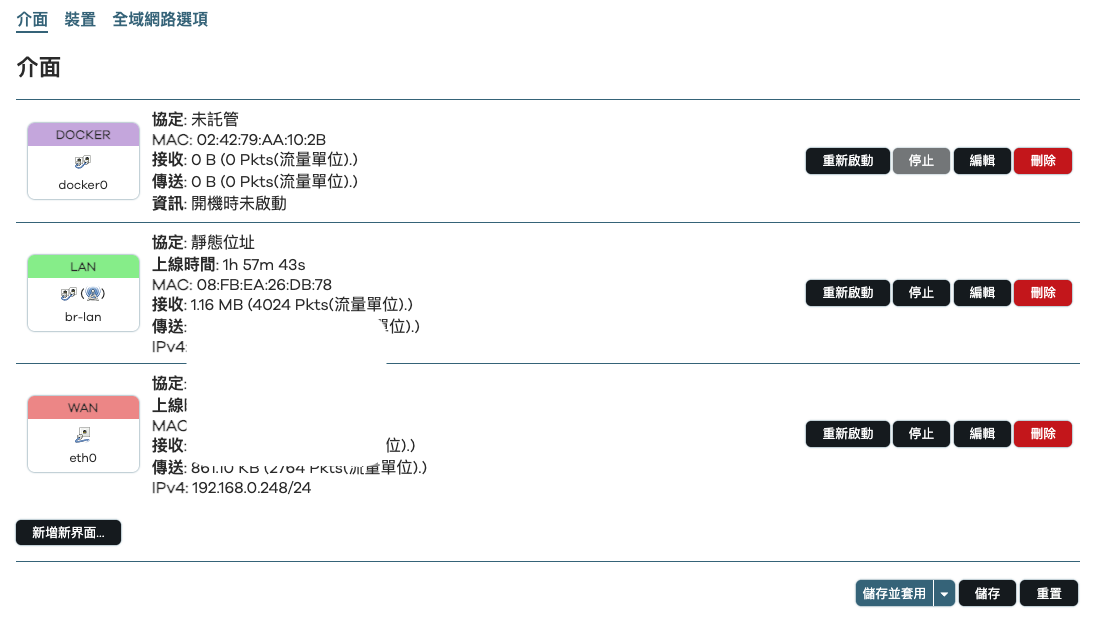 介面 裝置 全域網路選項
介面
DOCKER
docker0
協定: 未託管
MAC: 02:42:79:AA:10:2B
接收: 0 B (0 Pkts(流量單位).)
傳送: 0 B (0 Pkts(流量單位).)
資訊: 開機時未啟動
重新啟動 停止 編輯 刪除
LAN
br-lan
協定: 靜態位址
上線時間: 1h 57m 43s
MAC: 08:FB:EA:26:DB:78
接收: 1.16 MB (4024 Pkts(流量單位).)
傳送: 單位).)
IPv4:
重新啟動 停止 編輯 刪除
WAN
eth0
協定:
上線
MAC
接收: 位).)
傳送: 861.10 KB (2764 Pkts(流量單位).)
IPv4: 192.168.0.248/24
重新啟動 停止 編輯 刪除
新增新界面...
儲存並套用 儲存 重置